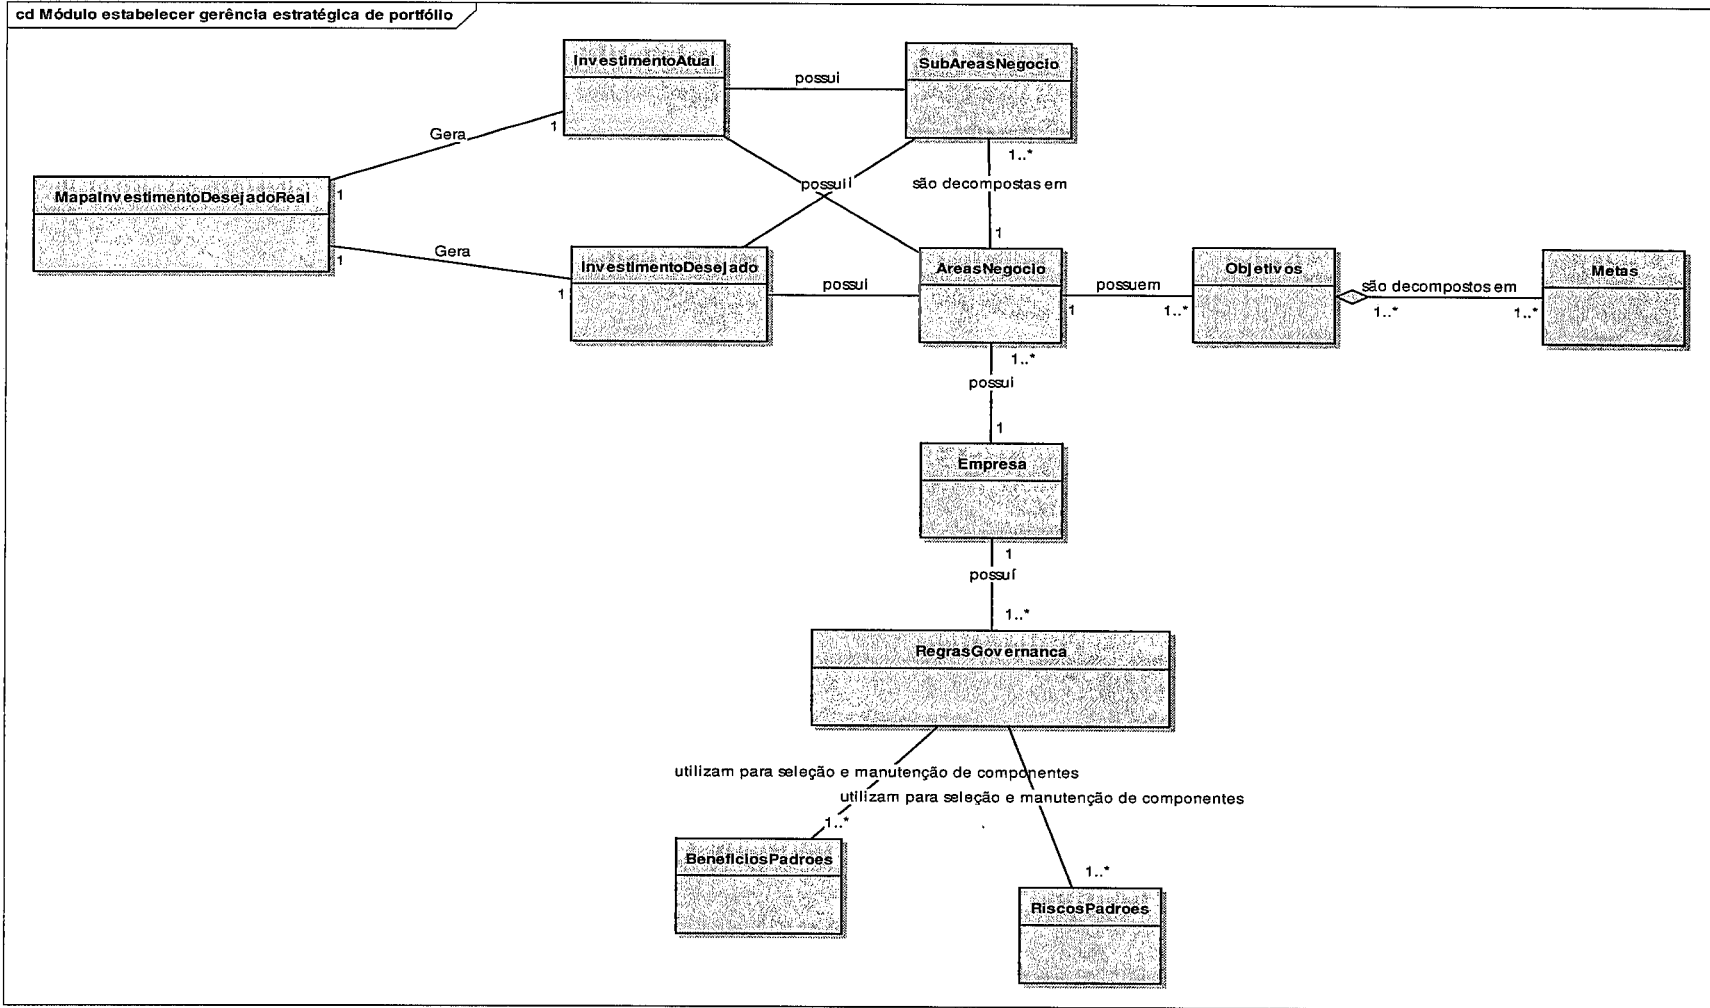 cd Módulo estabelecer gerência estratégica de portfólio
InvestimentoAtual
possui
SubAreasNegocio
Gera
1
1
1..*
possuii
são decompostas em
MapaInvestimentoDesejadoReal
1
Gera
1
1
InvestimentoDesejado
possui
AreasNegocio
possuem
1
1..*
Objetivos
são decompostos em
1..*
1..*
Metas
1..*
possui
1
Empresa
1
possui
1..*
RegrasGovernanca
utilizam para seleção e manutenção de componentes
utilizam para seleção e manutenção de componentes
1..*
BeneficiosPadroes
1..*
RiscosPadroes